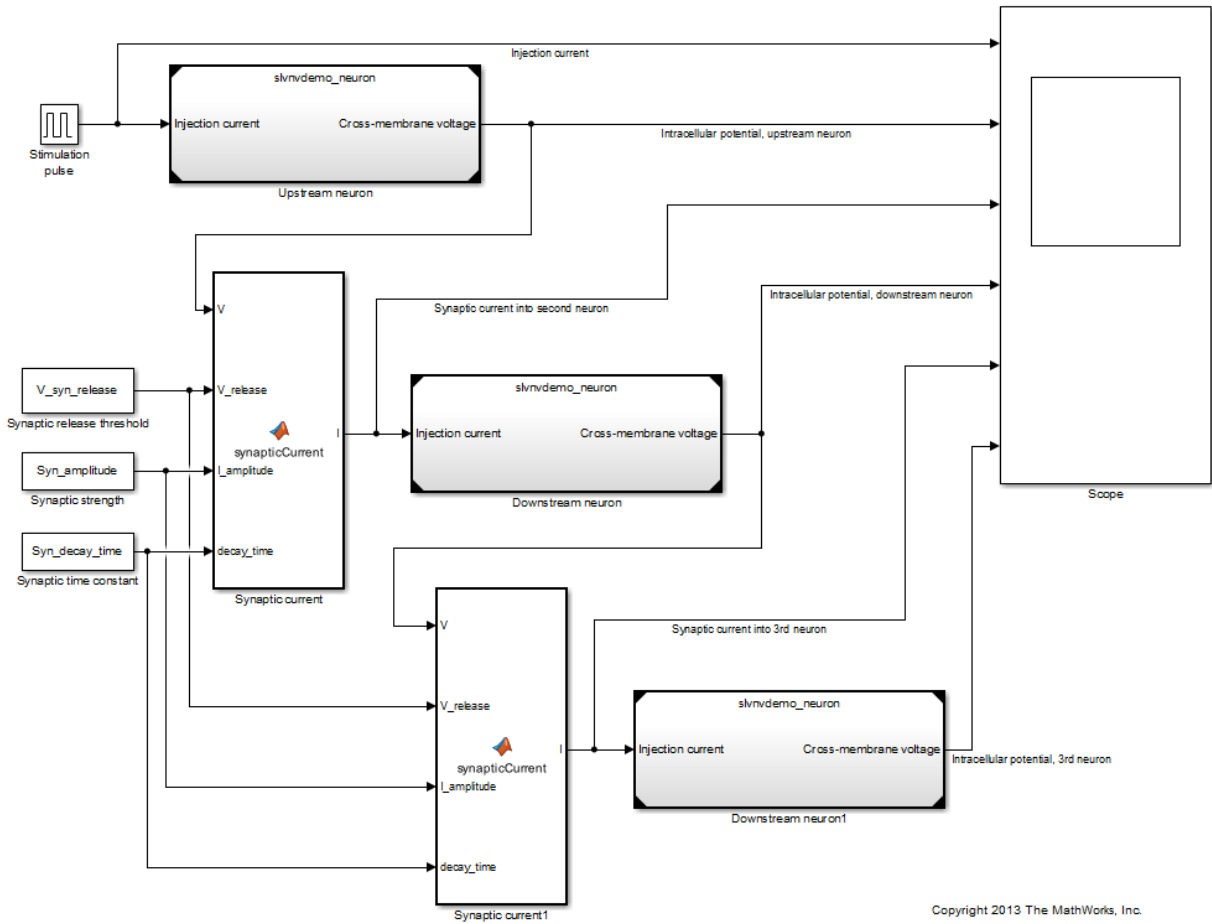 Injection current
slvnvdemo_neuron
Injection current
Cross-membrane voltage
Intracellular potential, upstream neuron
Stimulation
pulse
Upstream neuron
V
Synaptic current into second neuron
Intracellular potential, downstream neuron
V_syn_release
V_release
slvnvdemo_neuron
Synaptic release threshold
synapticCurrent
I
Injection current
Cross-membrane voltage
Syn_amplitude
I_amplitude
Synaptic strength
Downstream neuron
Scope
Syn_decay_time
decay_time
Synaptic time constant
Synaptic current
V
Synaptic current into 3rd neuron
V_release
slvnvdemo_neuron
synapticCurrent
I
Injection current
Cross-membrane voltage
Intracellular potential, 3rd neuron
I_amplitude
Downstream neuron1
decay_time
Synaptic current1
Copyright 2013 The MathWorks, Inc.